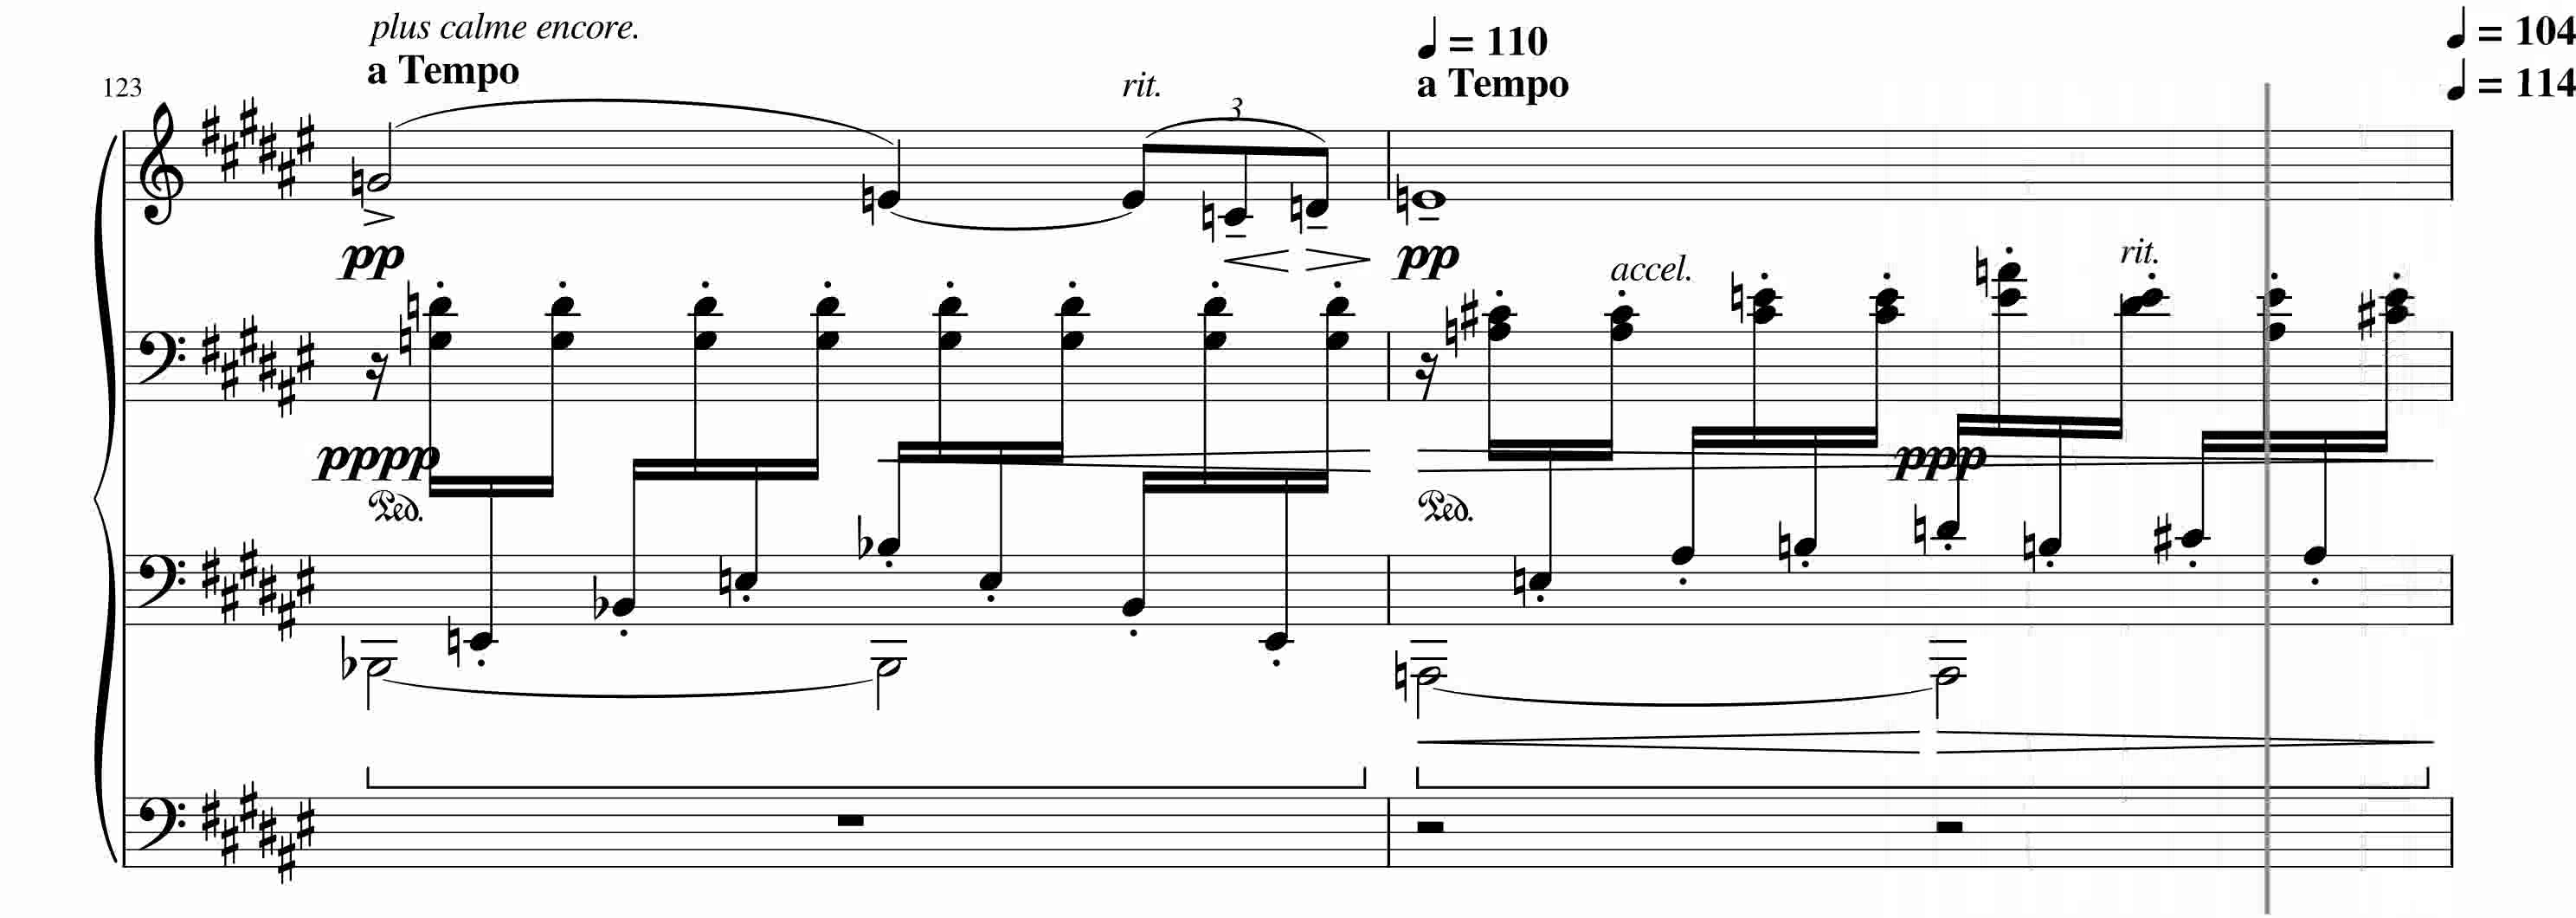 plus calme encore.
♩ = 110
♩ = 104
123
a Tempo
rit.
3
a Tempo
♩ = 114
pp
pp
accel.
rit.
pppp
ppp
Ped.
Ped.